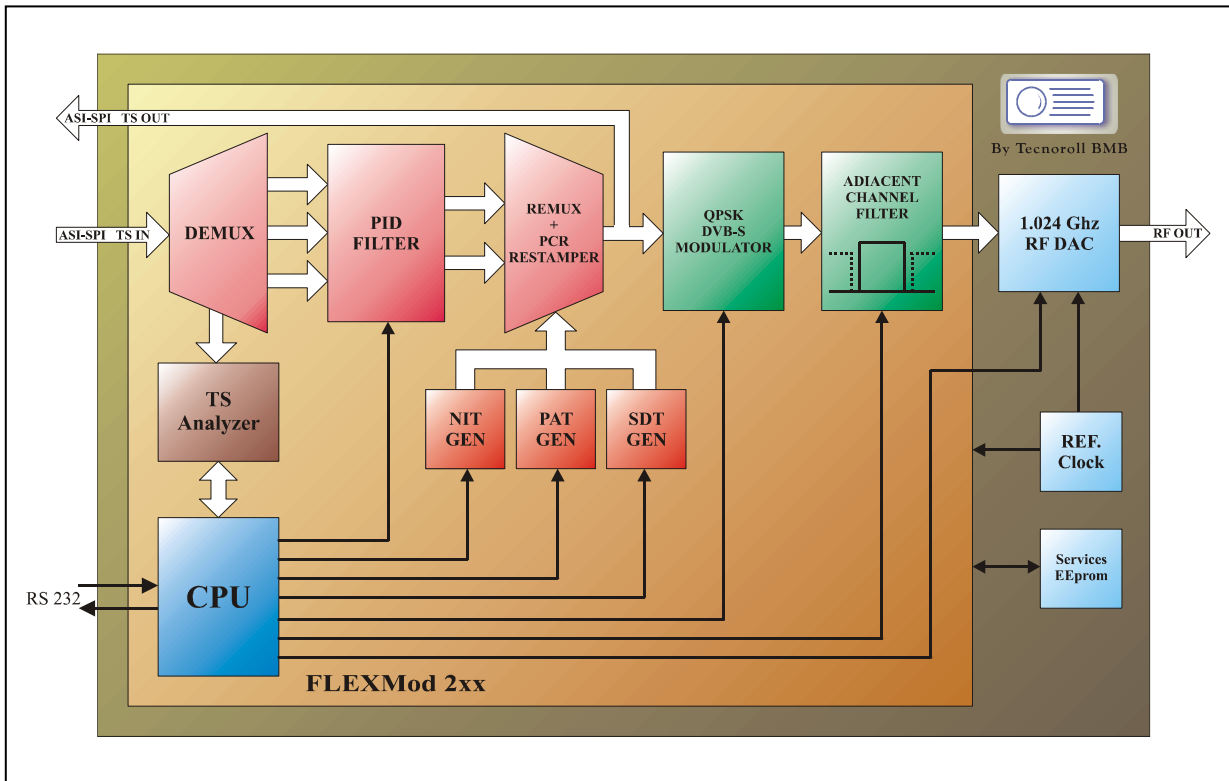 By Tecnoroll BMB
ASI-SPI TS OUT
ASI-SPI TS IN
DEMUX
PID
FILTER
REMUX
+
PCR
RESTAMPER
QPSK
DVB-S
MODULATOR
ADIACENT
CHANNEL
FILTER
1.024 Ghz
RF DAC
RF OUT
TS
Analyzer
NIT
GEN
PAT
GEN
SDT
GEN
REF.
Clock
Services
EEprom
RS 232
CPU
FLEXMod 2xx